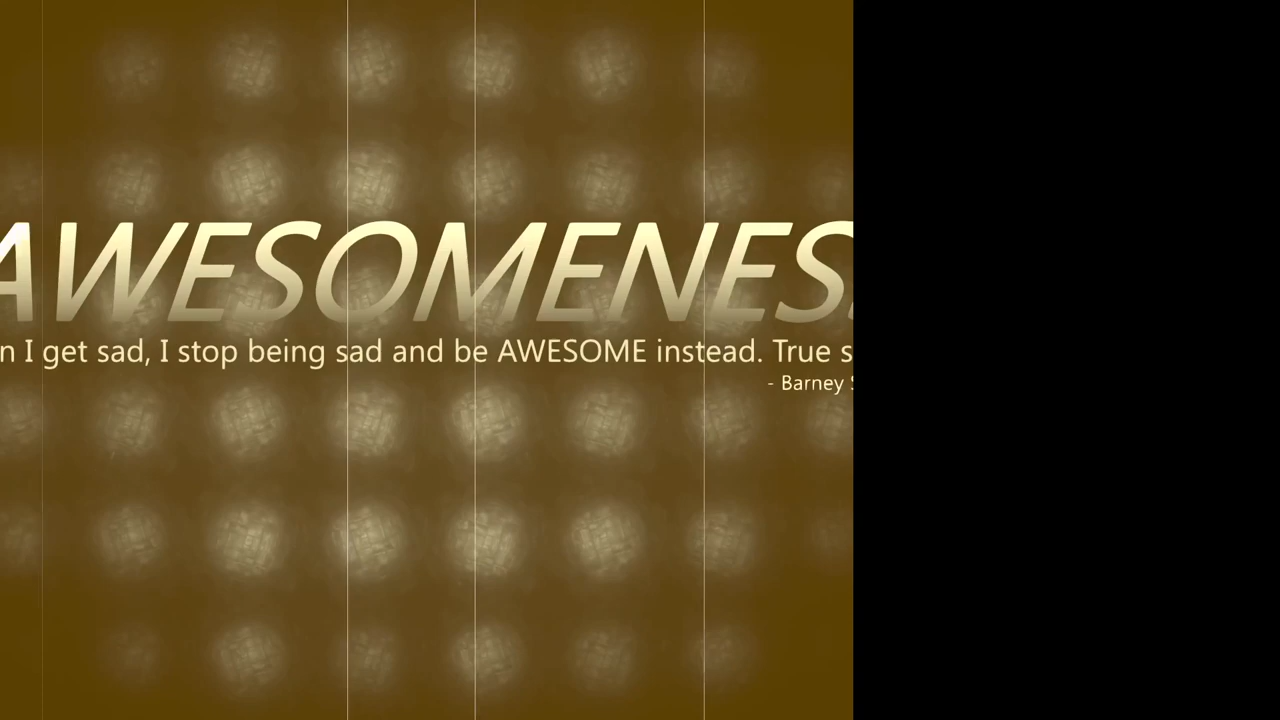 AWESOMENES
n I get sad, I stop being sad and be AWESOME instead. True s
- Barney S